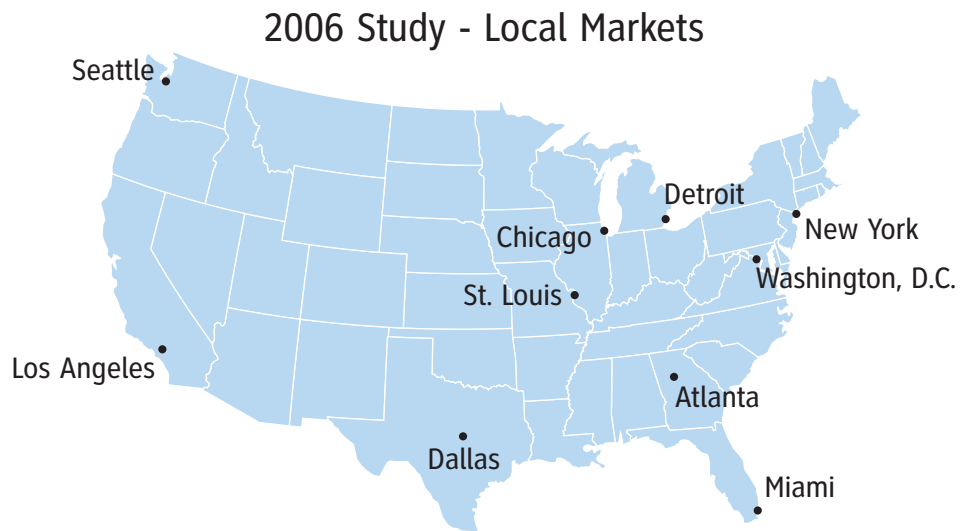 2006 Study - Local Markets
Seattle
Detroit
New York
Chicago
Washington, D.C.
St. Louis
Los Angeles
Atlanta
Dallas
Miami